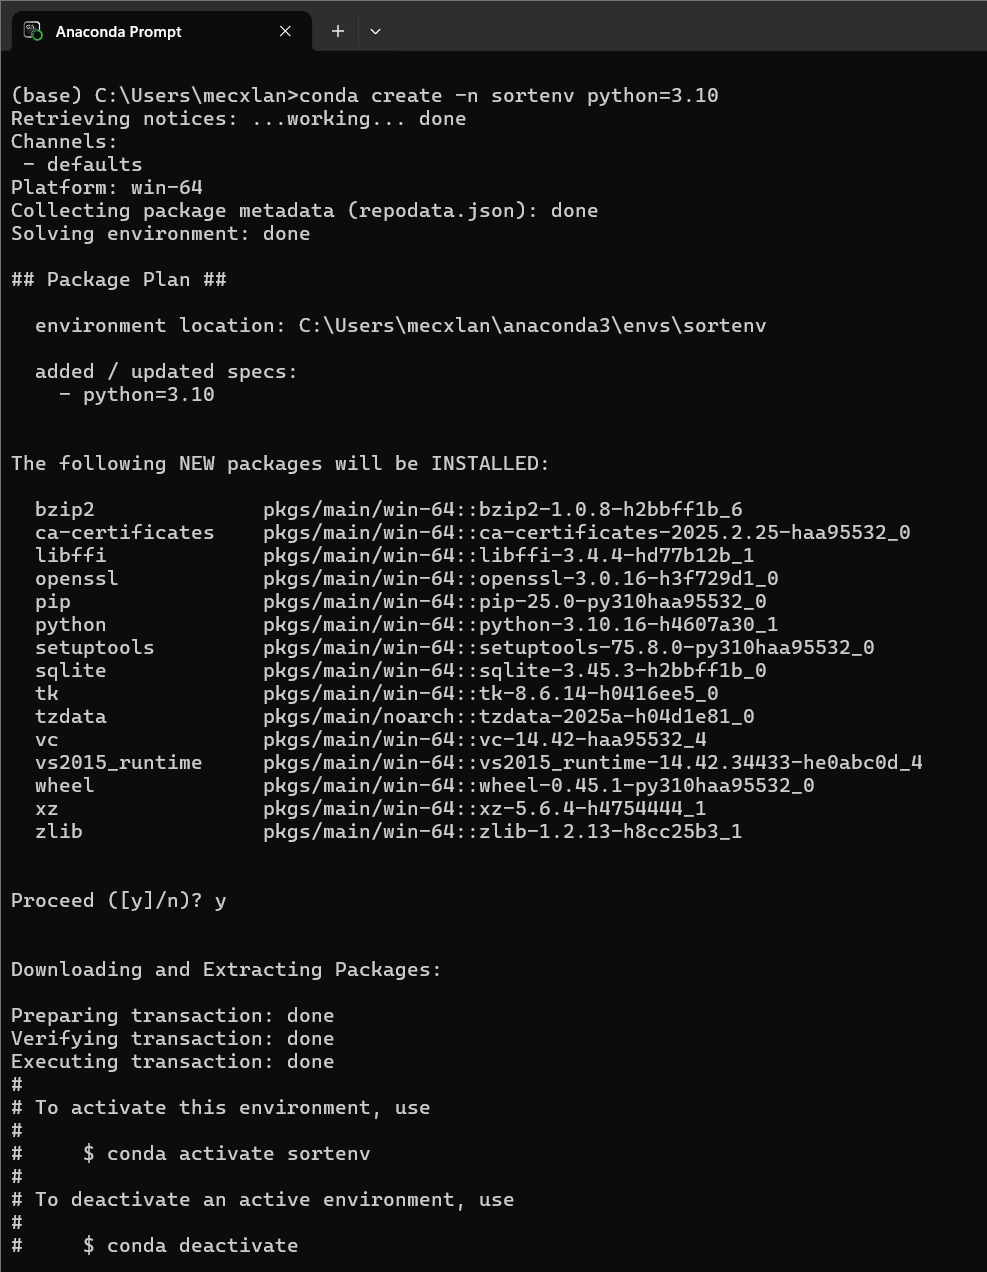 Anaconda Prompt
(base) C:\Users\mecxlan>conda create -n sortenv python=3.10
Retrieving notices: ...working... done
Channels:
 - defaults
Platform: win-64
Collecting package metadata (repodata.json): done
Solving environment: done
## Package Plan ##
  environment location: C:\Users\mecxlan\anaconda3\envs\sortenv
  added / updated specs:
    - python=3.10
The following NEW packages will be INSTALLED:
  bzip2              pkgs/main/win-64::bzip2-1.0.8-h2bbff1b_6
  ca-certificates    pkgs/main/win-64::ca-certificates-2025.2.25-haa95532_0
  libffi             pkgs/main/win-64::libffi-3.4.4-hd77b12b_1
  openssl            pkgs/main/win-64::openssl-3.0.16-h3f729d1_0
  pip                pkgs/main/win-64::pip-25.0-py310haa95532_0
  python             pkgs/main/win-64::python-3.10.16-h4607a30_1
  setuptools         pkgs/main/win-64::setuptools-75.8.0-py310haa95532_0
  sqlite             pkgs/main/win-64::sqlite-3.45.3-h2bbff1b_0
  tk                 pkgs/main/win-64::tk-8.6.14-h0416ee5_0
  tzdata             pkgs/main/noarch::tzdata-2025a-h04d1e81_0
  vc                 pkgs/main/win-64::vc-14.42-haa95532_4
  vs2015_runtime     pkgs/main/win-64::vs2015_runtime-14.42.34433-he0abc0d_4
  wheel              pkgs/main/win-64::wheel-0.45.1-py310haa95532_0
  xz                 pkgs/main/win-64::xz-5.6.4-h4754444_1
  zlib               pkgs/main/win-64::zlib-1.2.13-h8cc25b3_1
Proceed ([y]/n)? y
Downloading and Extracting Packages:
Preparing transaction: done
Verifying transaction: done
Executing transaction: done
#
# To activate this environment, use
#
#     $ conda activate sortenv
#
# To deactivate an active environment, use
#
#     $ conda deactivate